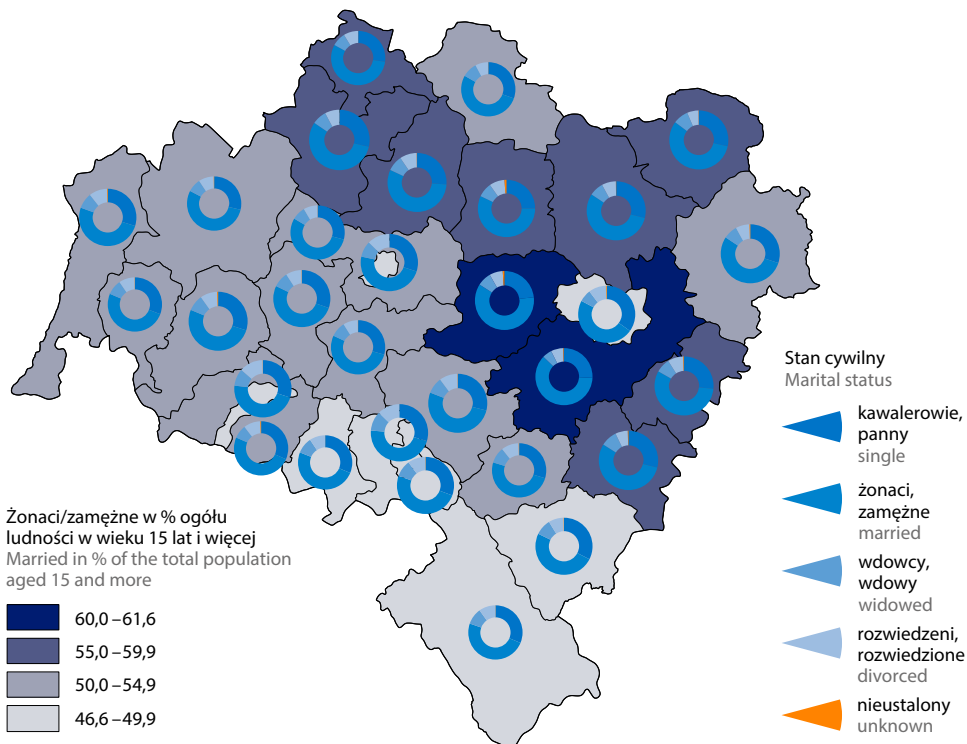 Stan cywilny
Marital status
kawalerowie,
panny
single
żonaci,
zamężne
married
wdowcy,
wdowy
widowed
rozwiedzeni,
rozwiedzione
divorced
nieustalony
unknown
Żonaci/zamężne w % ogółu
ludności w wieku 15 lat i więcej
Married in % of the total population
aged 15 and more
60,0 – 61,6
55,0 – 59,9
50,0 – 54,9
46,6 – 49,9